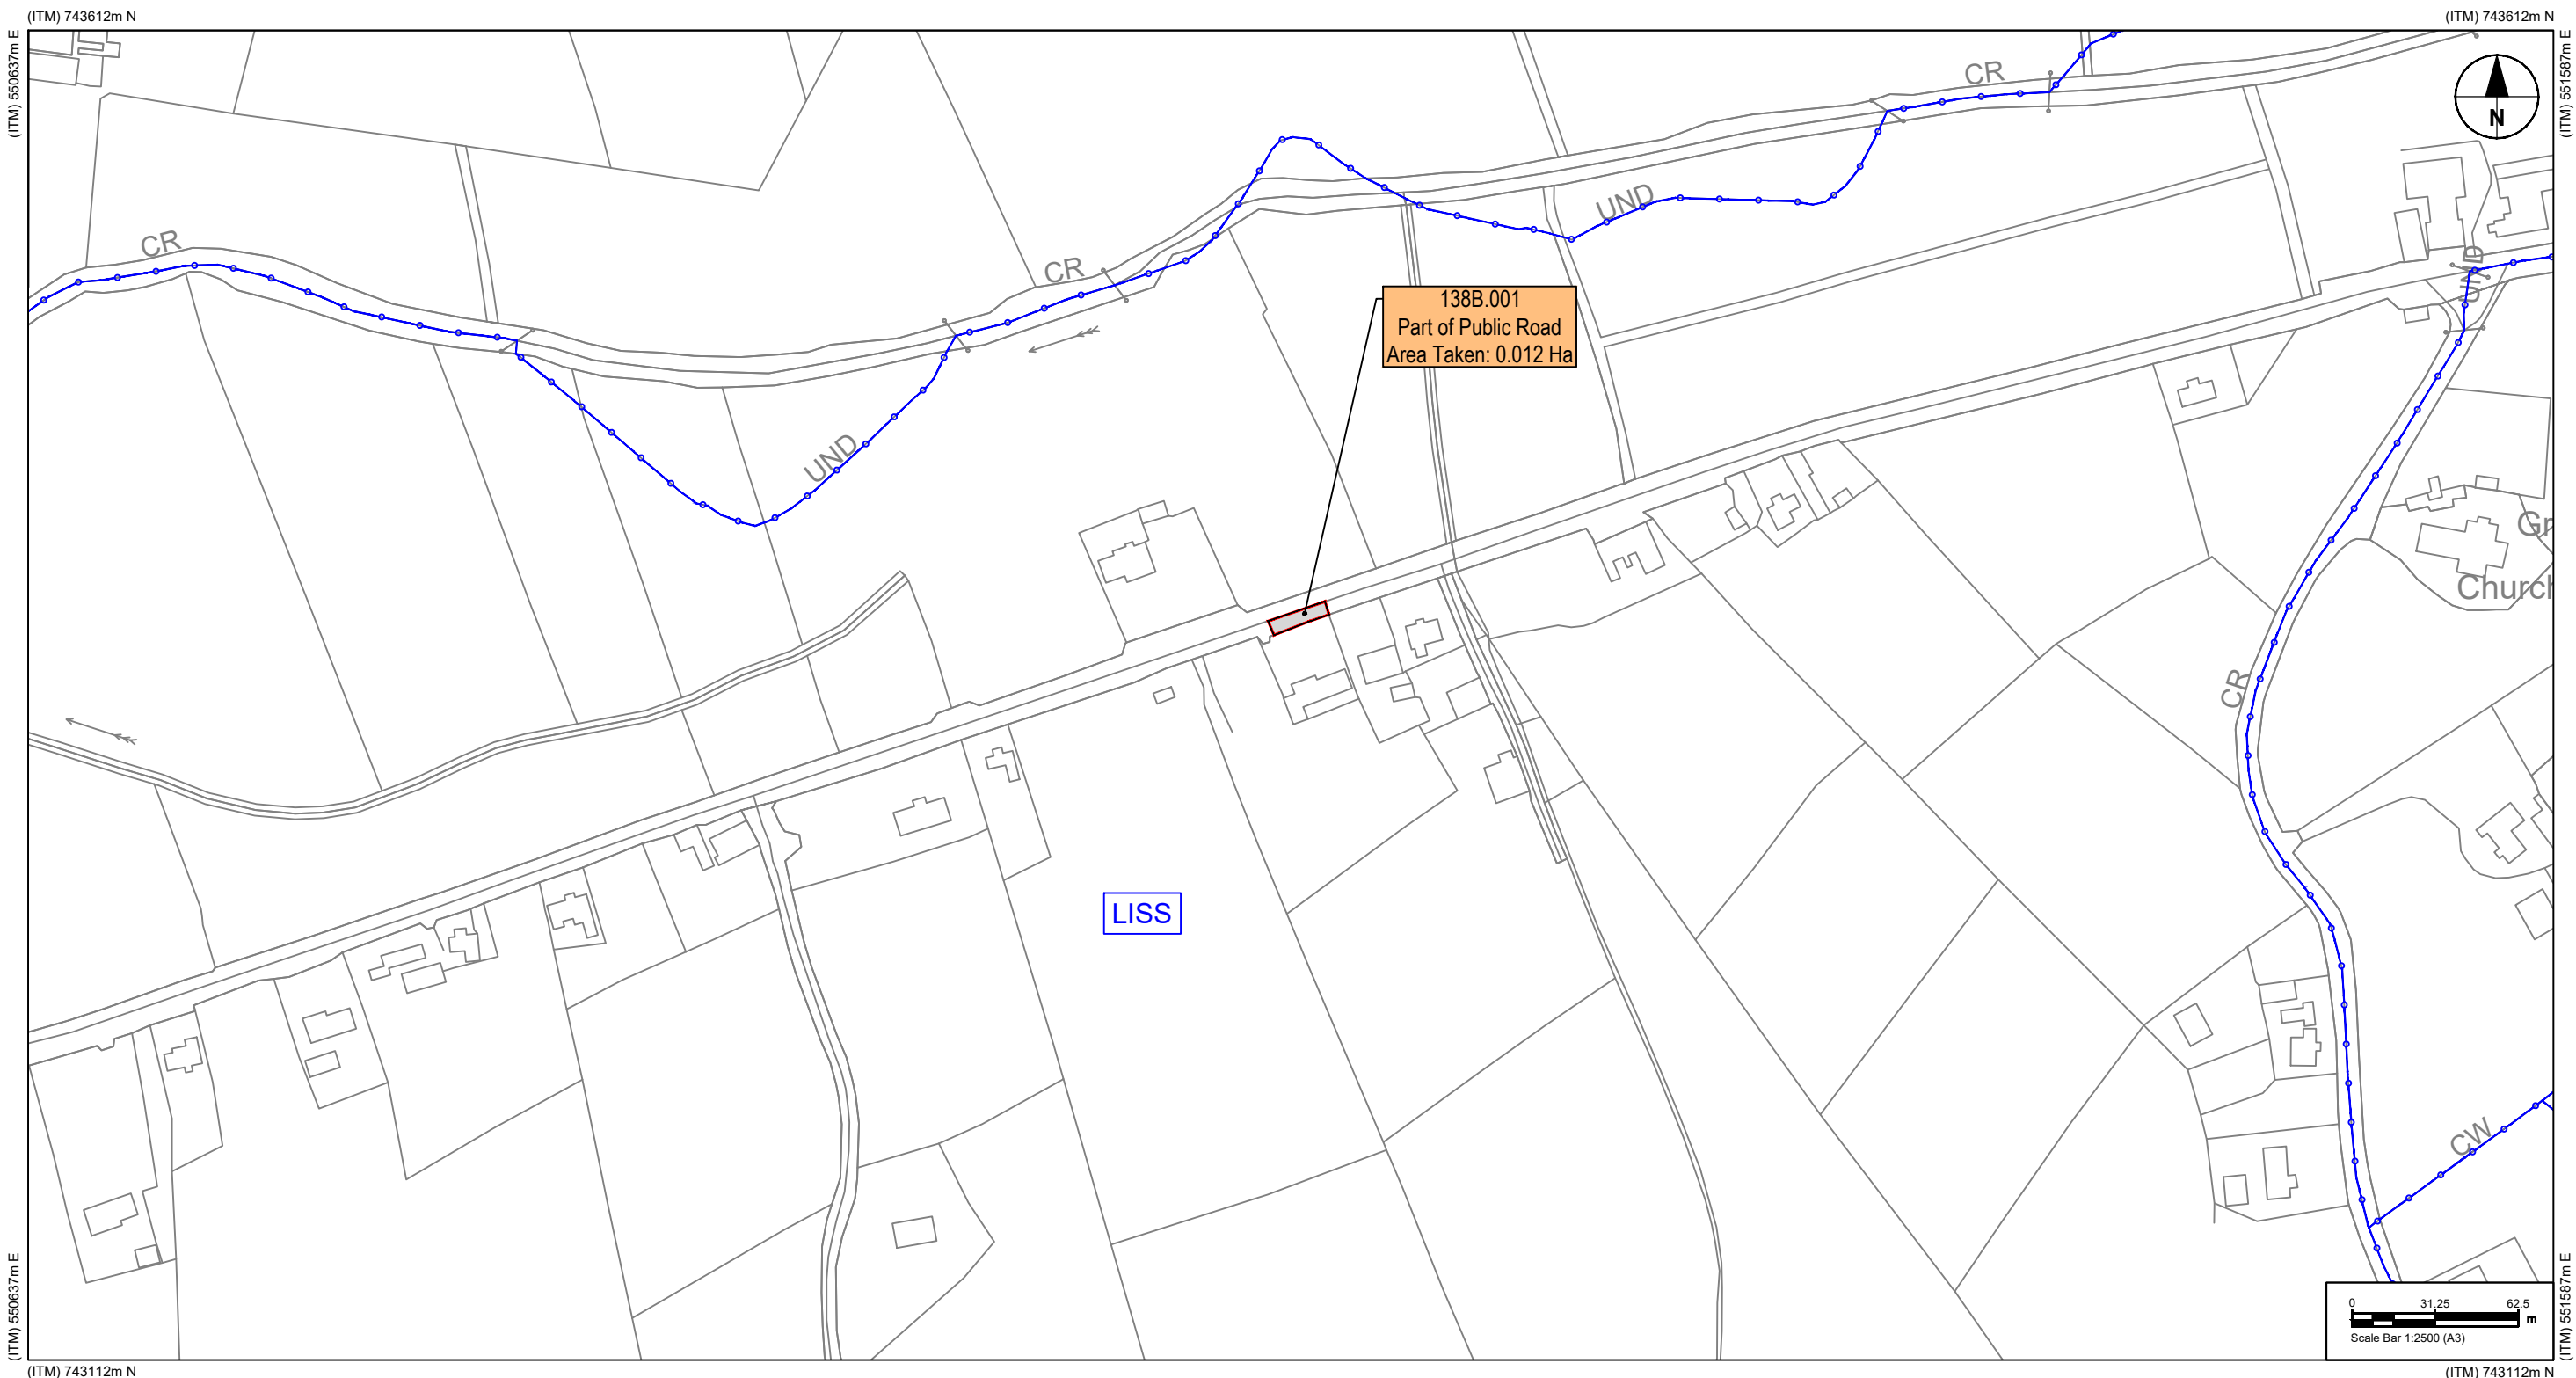 (ITM) 743612m N
(ITM) 743612m N
(ITM) 550637m E
(ITM) 551587m E
N
CR
CR
CR
UND
UND
UND
138B.001
Part of Public Road
Area Taken: 0.012 Ha
Gr
Church
CR
LISS
CW
0 31.25 62.5
m
Scale Bar 1:2500 (A3)
(ITM) 550637m E
(ITM) 551587m E
(ITM) 743112m N
(ITM) 743112m N